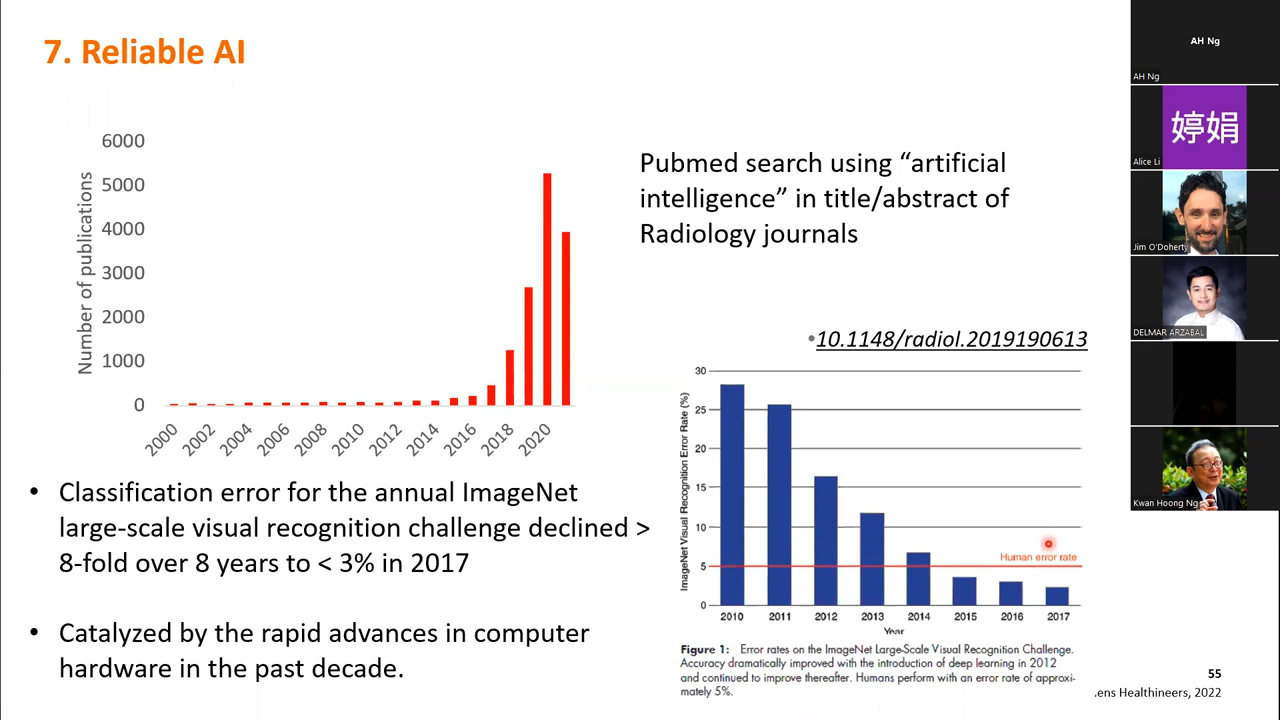 7. Reliable AI
6000
5000
4000
3000
2000
1000
0
Number of publications
2000
2002
2004
2006
2008
2010
2012
2014
2016
2018
2020
Pubmed search using “artificial
intelligence” in title/abstract of
Radiology journals
•10.1148/radiol.2019190613
30
25
20
15
10
5
0
ImageNet Visual Recognition Error Rate (%)
Human error rate
2010 2011 2012 2013 2014 2015 2016 2017
Year
Figure 1: Error rates on the ImageNet Large-Scale Visual Recognition Challenge.
Accuracy dramatically improved with the introduction of deep learning in 2012
and continued to improve thereafter. Humans perform with an error rate of approxi-
mately 5%.
• Classification error for the annual ImageNet
large-scale visual recognition challenge declined >
8-fold over 8 years to < 3% in 2017
• Catalyzed by the rapid advances in computer
hardware in the past decade.
55
Healthineers, 2022
AH Ng
AH Ng
婷娟
Alice Li
Jim O'Doherty
DELMAR ARZABAL
Kwan Hoong Ng